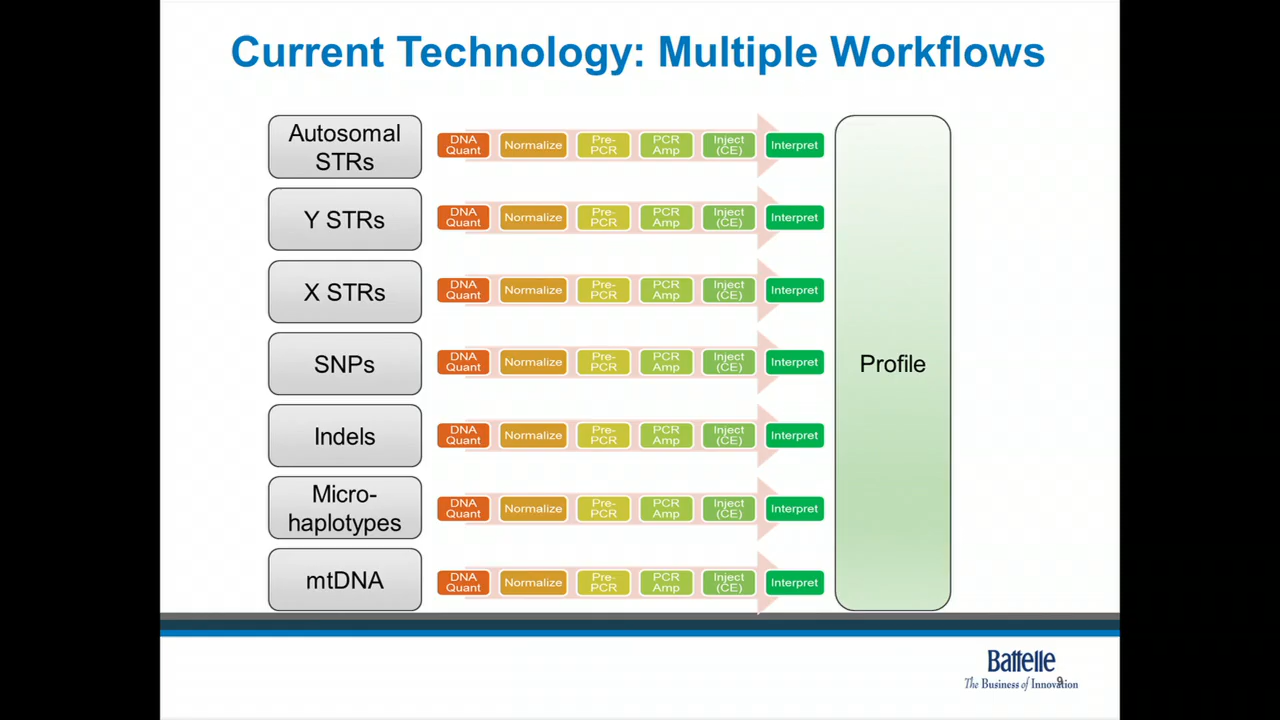 Current Technology: Multiple Workflows
Autosomal
STRs
DNA
Quant
Normalize
Pre-
PCR
PCR
Amp
Inject
(CE)
Interpret
Y STRs
DNA
Quant
Normalize
Pre-
PCR
PCR
Amp
Inject
(CE)
Interpret
X STRs
DNA
Quant
Normalize
Pre-
PCR
PCR
Amp
Inject
(CE)
Interpret
SNPs
DNA
Quant
Normalize
Pre-
PCR
PCR
Amp
Inject
(CE)
Interpret
Indels
DNA
Quant
Normalize
Pre-
PCR
PCR
Amp
Inject
(CE)
Interpret
Micro-
haplotypes
DNA
Quant
Normalize
Pre-
PCR
PCR
Amp
Inject
(CE)
Interpret
mtDNA
DNA
Quant
Normalize
Pre-
PCR
PCR
Amp
Inject
(CE)
Interpret
Profile
Battelle
The Business of Innovation
9